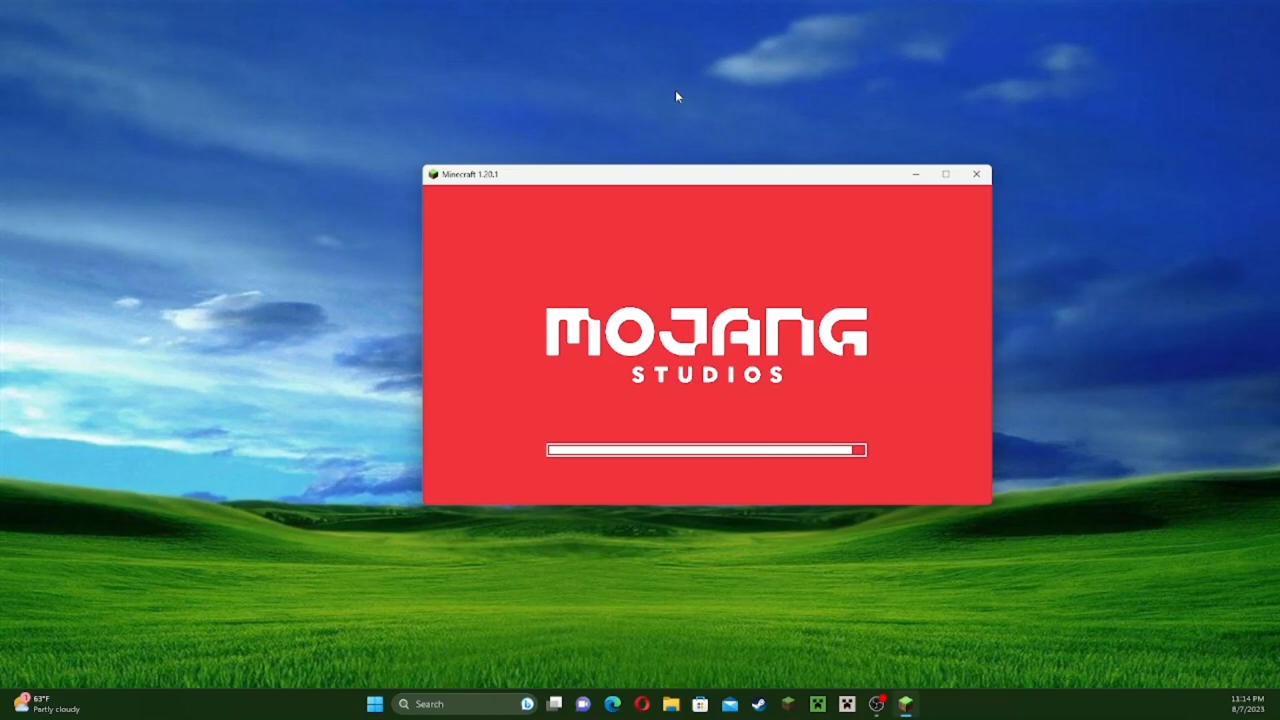 Minecraft 1.20.1
MOJANG
STUDIOS
63°F
Partly cloudy
Search
11:14 PM
8/7/2023